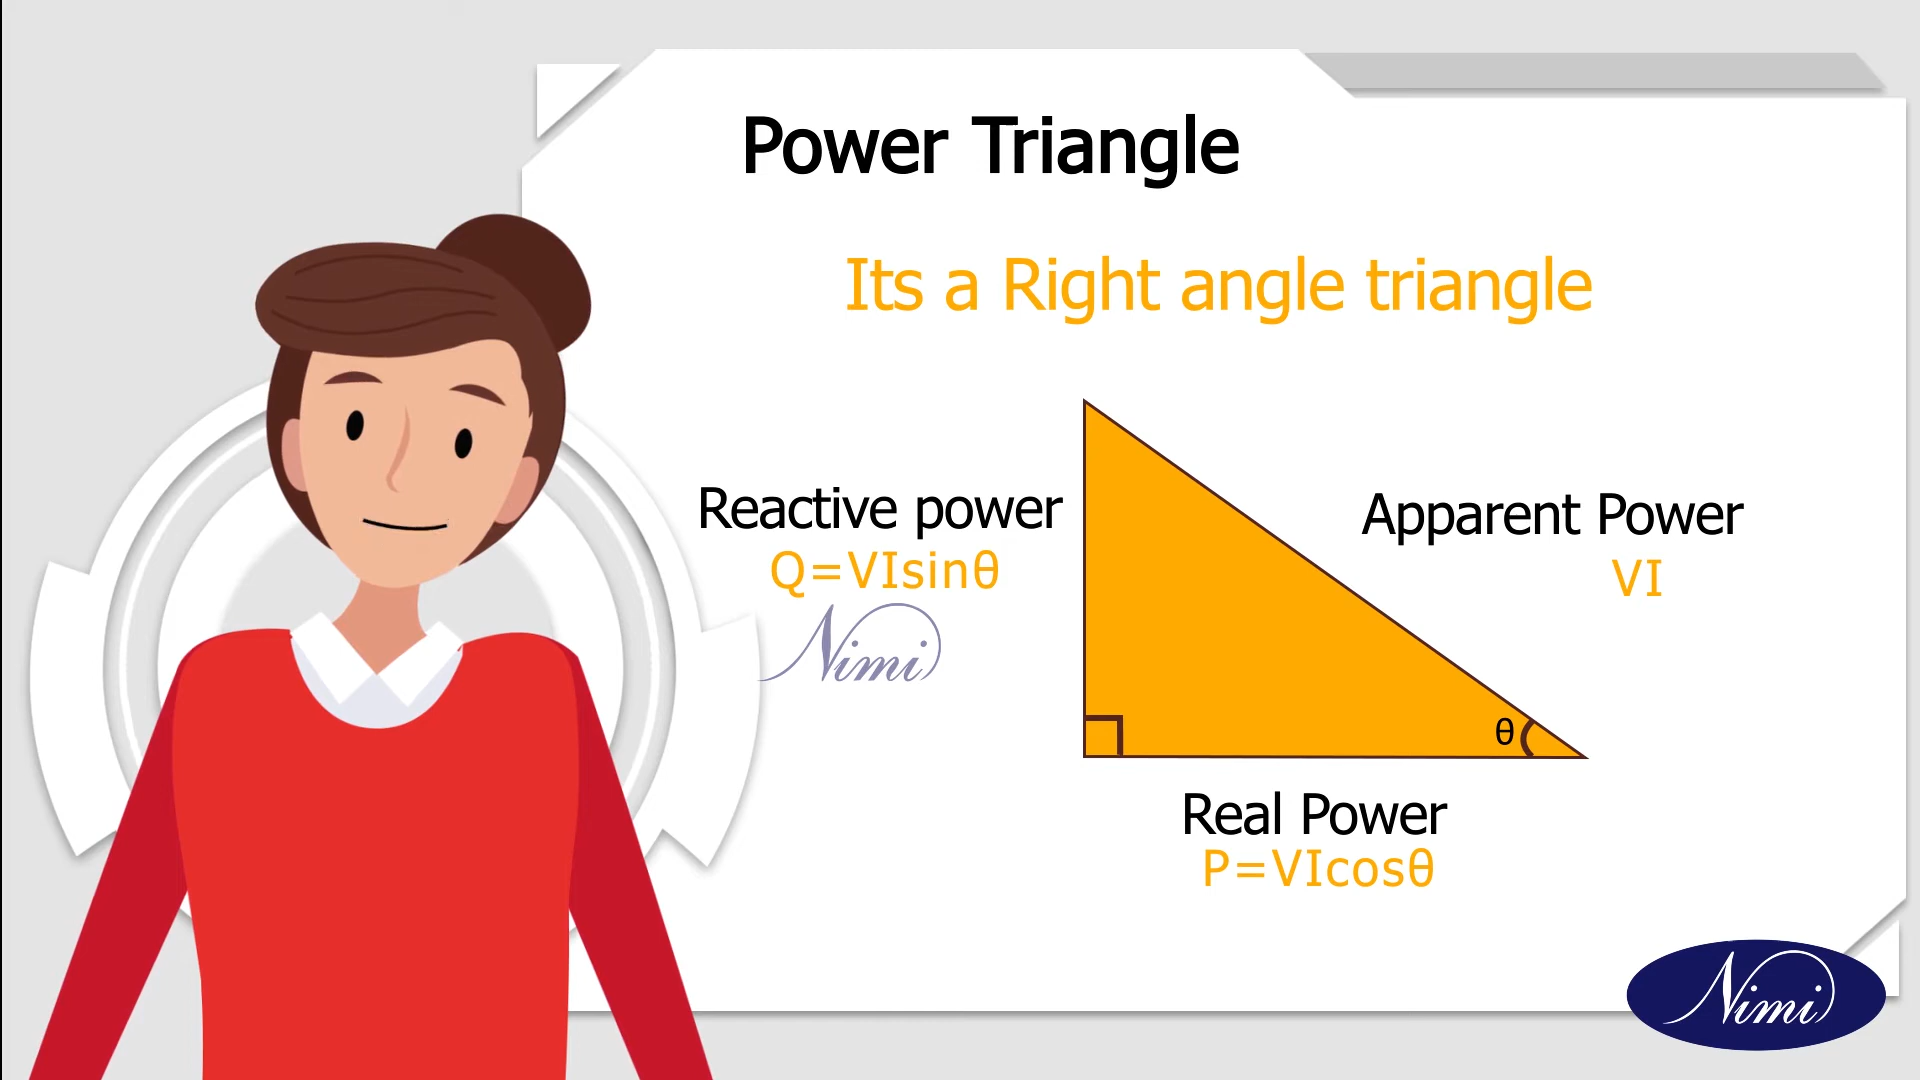 Power Triangle
Its a Right angle triangle
Reactive power
Q=VIsinθ
Nimi
Apparent Power
VI
θ
Real Power
P=VIcosθ
Nimi